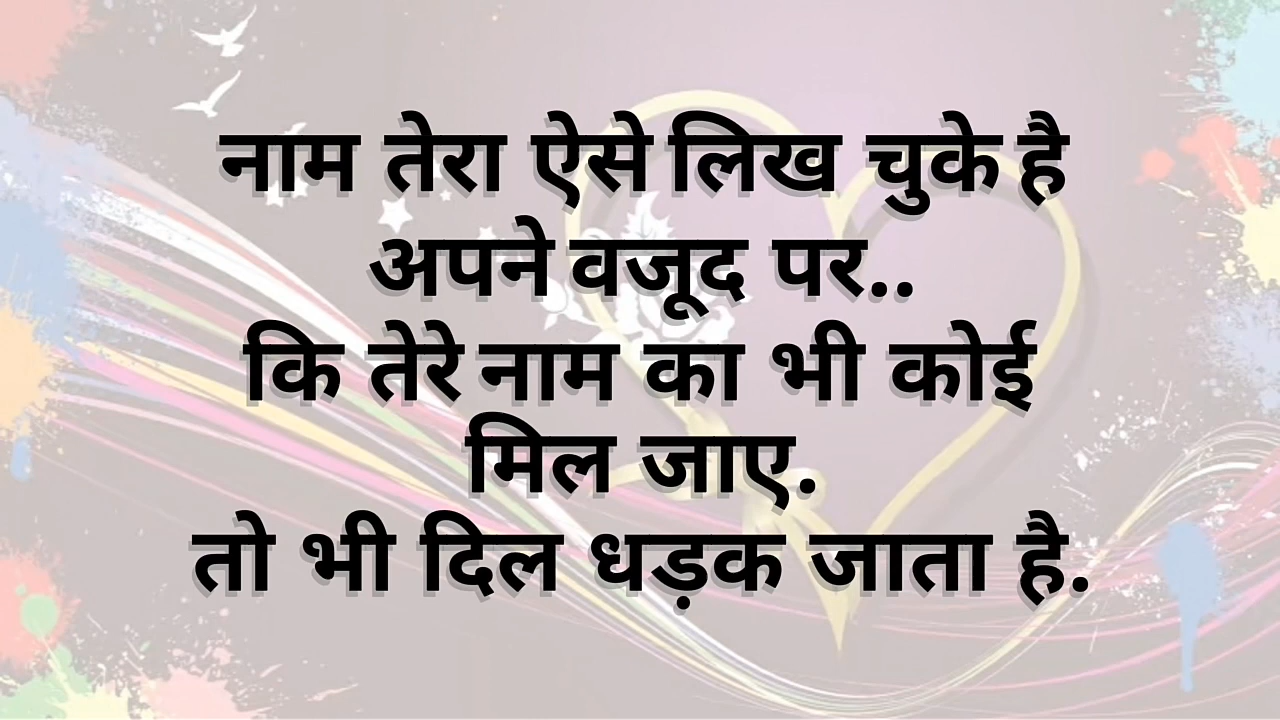 नाम तेरा ऐसे लिख चुके है
अपने वजूद पर..
कि तेरे नाम का भी कोई
मिल जाए.
तो भी दिल धड़क जाता है.